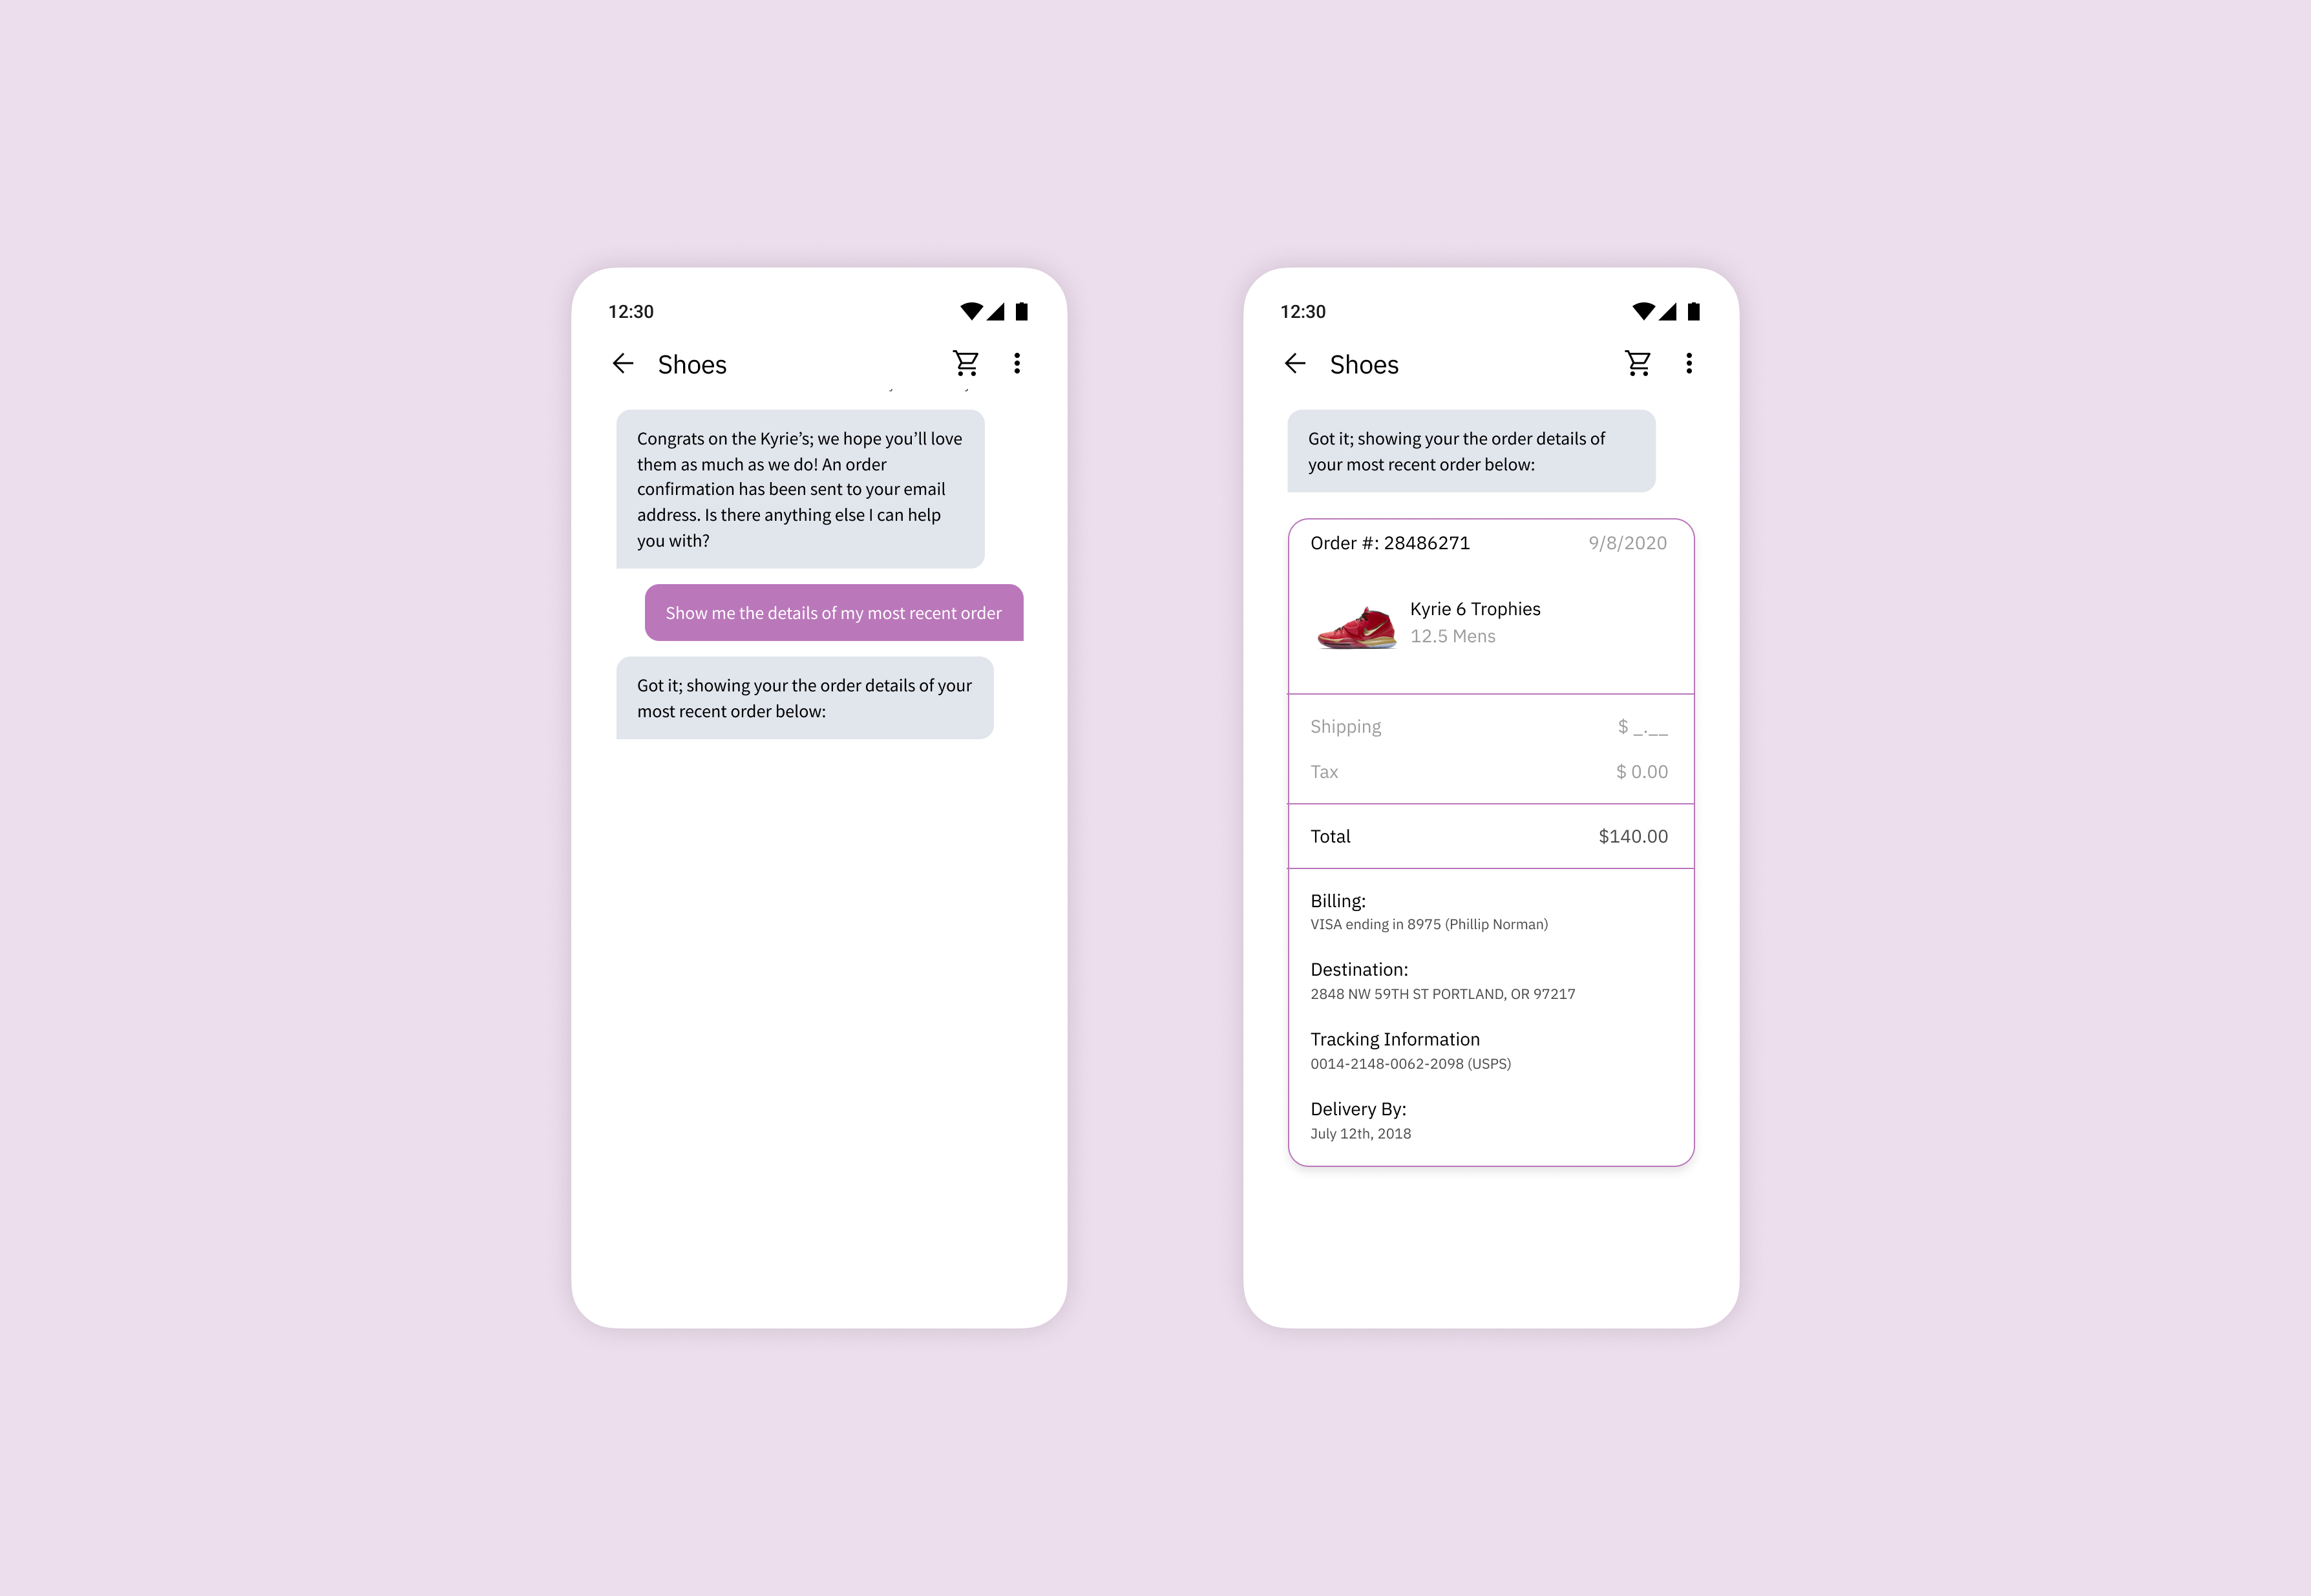 12:30
Shoes
Congrats on the Kyrie’s; we hope you’ll love
them as much as we do! An order
confirmation has been sent to your email
address. Is there anything else I can help
you with?
Show me the details of my most recent order
Got it; showing your the order details of your
most recent order below:
12:30
Shoes
Got it; showing your the order details of
your most recent order below:
Order #: 28486271 9/8/2020
Kyrie 6 Trophies
12.5 Mens
Shipping $ _.__
Tax $ 0.00
Total $140.00
Billing:
VISA ending in 8975 (Phillip Norman)
Destination:
2848 NW 59TH ST PORTLAND, OR 97217
Tracking Information
0014-2148-0062-2098 (USPS)
Delivery By:
July 12th, 2018